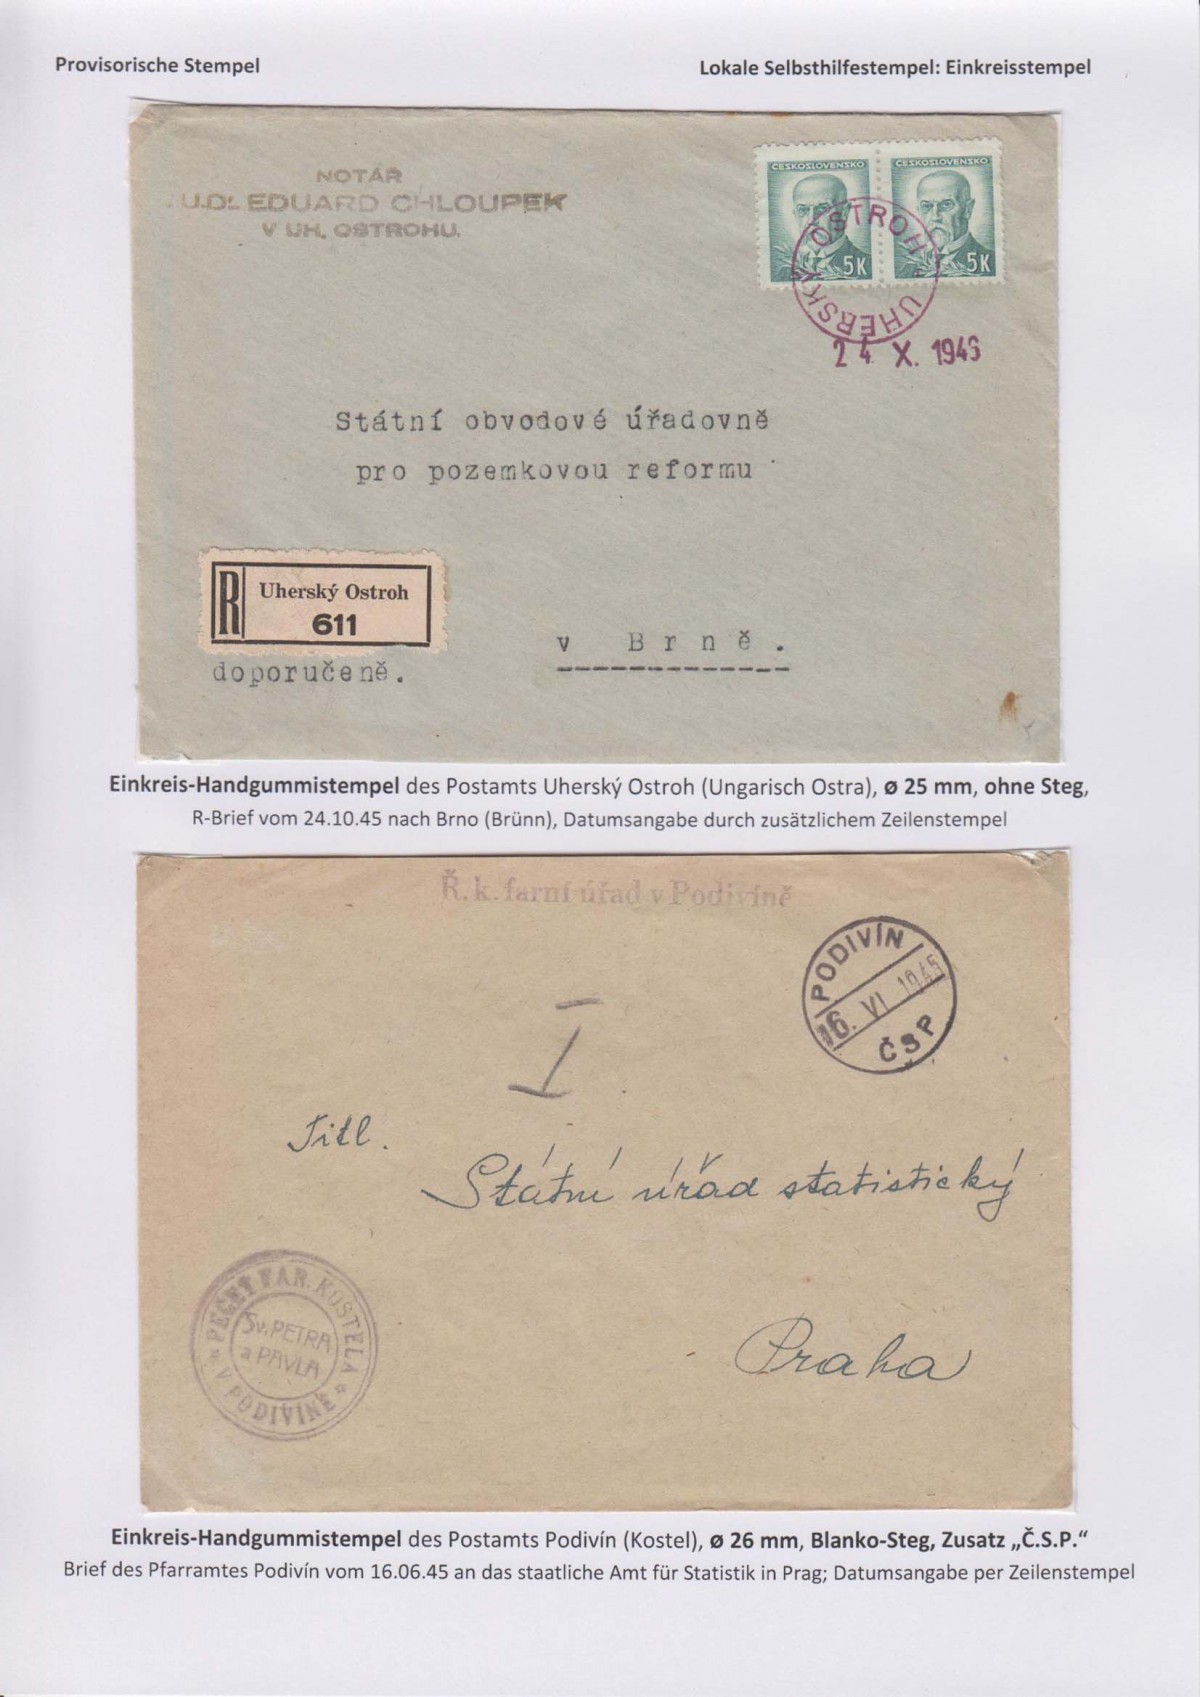 Provisorische Stempel
Lokale Selbsthilfestempel: Einkreisstempel
NOTÁŘ
JUDr EDUARD CHLOUPEK
V UH. OSTROHU.
ČESKOSLOVENSKO
ČESKOSLOVENSKO
5K
5K
UHERSKÝ OSTROH
24 X. 1945
Státní obvodové úřadovně
pro pozemkovou reformu
R
Uherský Ostroh
611
v Brně.
doporučeně.
Einkreis-Handgummistempel des Postamts Uherský Ostroh (Ungarisch Ostra), ø 25 mm, ohne Steg,
R-Brief vom 24.10.45 nach Brno (Brünn), Datumsangabe durch zusätzlichem Zeilenstempel
Ř. k. farní úřad v Podivíně
PODIVÍN
16. VI 1945
ČSP
I
Titl.
Státní úřad statistický
PEČEŤ FAR. KOSTELA
Sv. PETRA
a PAVLA
V PODIVÍNĚ
Praha
Einkreis-Handgummistempel des Postamts Podivín (Kostel), ø 26 mm, Blanko-Steg, Zusatz „Č.S.P.“
Brief des Pfarramtes Podivín vom 16.06.45 an das staatliche Amt für Statistik in Prag; Datumsangabe per Zeilenstempel